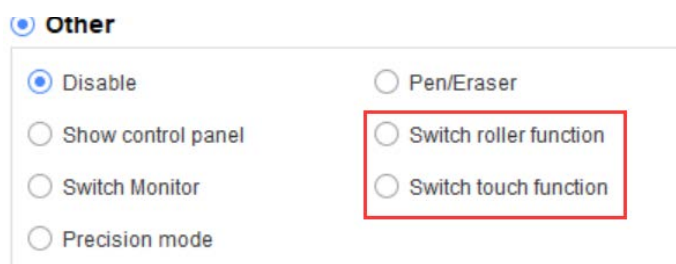 Other
Disable
Pen/Eraser
Show control panel
Switch roller function
Switch Monitor
Switch touch function
Precision mode